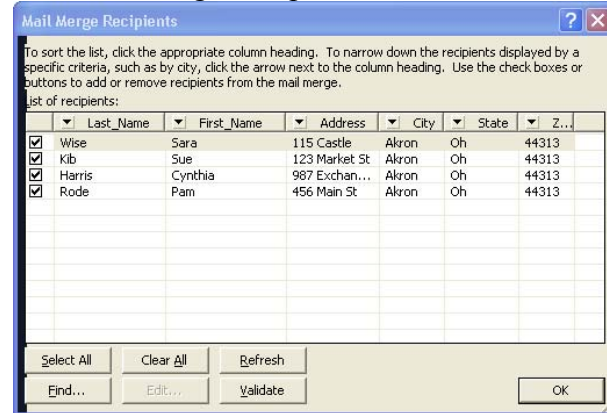 Mail Merge Recipients
To sort the list, click the appropriate column heading. To narrow down the recipients displayed by a
specific criteria, such as by city, click the arrow next to the column heading. Use the check boxes or
buttons to add or remove recipients from the mail merge.
List of recipients:
Last_Name First_Name Address City State Z...
Wise Sara 115 Castle Akron Oh 44313
Kib Sue 123 Market St Akron Oh 44313
Harris Cynthia 987 Exchan... Akron Oh 44313
Rode Pam 456 Main St Akron Oh 44313
Select All Clear All Refresh
Find... Edit... Validate OK